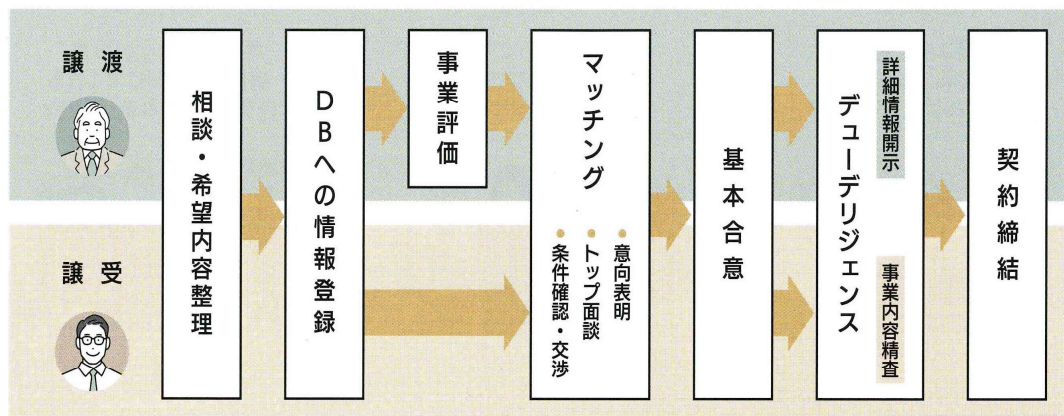 譲渡
譲受
相談・希望内容整理
DBへの情報登録
事業評価
マッチング
意向表明
トップ面談
条件確認・交渉
基本合意
デューデリジェンス
詳細情報開示
事業内容精査
契約締結